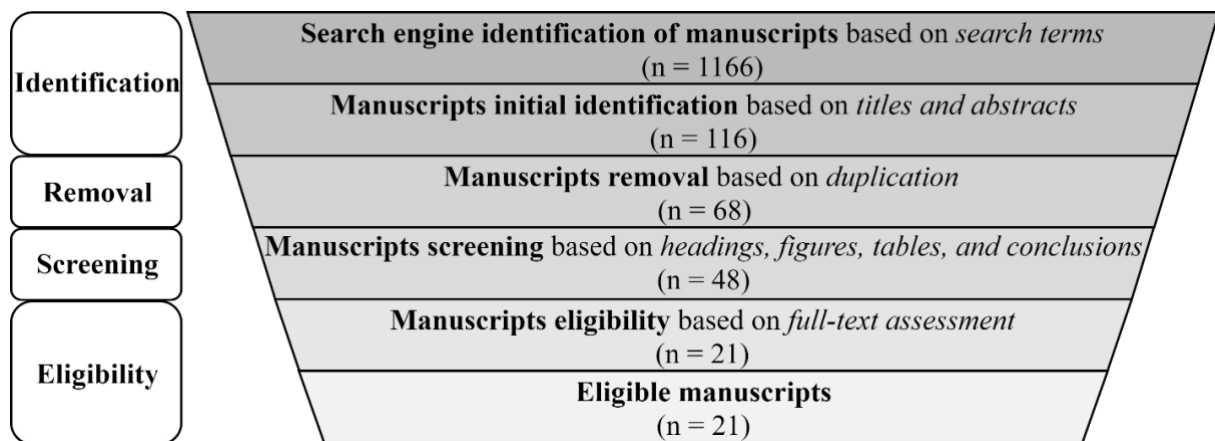 Identification
Search engine identification of manuscripts based on search terms
(n = 1166)
Manuscripts initial identification based on titles and abstracts
(n = 116)
Removal
Manuscripts removal based on duplication
(n = 68)
Screening
Manuscripts screening based on headings, figures, tables, and conclusions
(n = 48)
Eligibility
Manuscripts eligibility based on full-text assessment
(n = 21)
Eligible manuscripts
(n = 21)